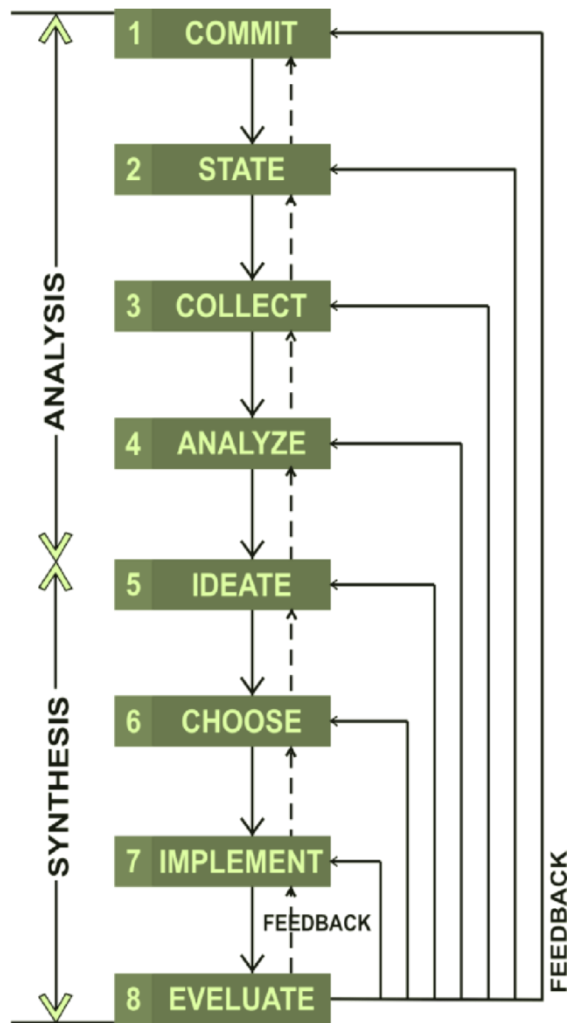 1 COMMIT
2 STATE
3 COLLECT
4 ANALYZE
5 IDEATE
6 CHOOSE
7 IMPLEMENT
FEEDBACK
8 EVELUATE
ANALYSIS
SYNTHESIS
FEEDBACK